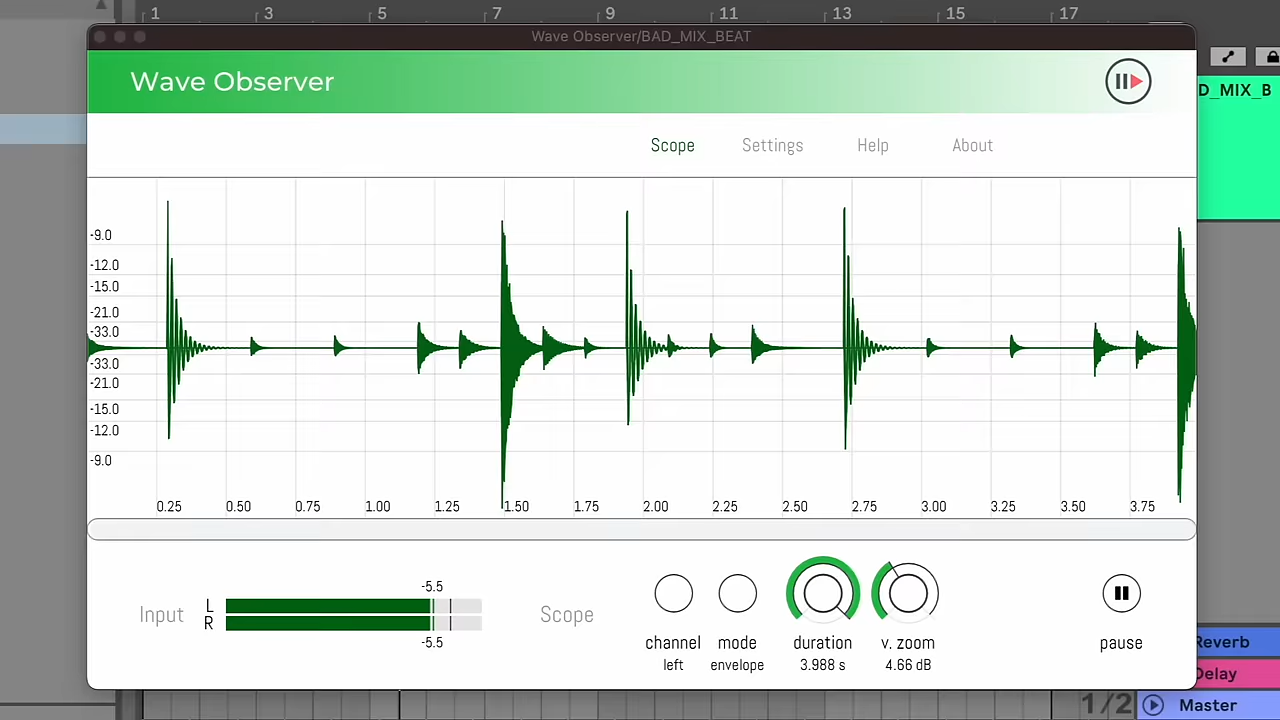 1 3 5 7 9 11 13 15 17
Wave Observer/BAD_MIX_BEAT
Wave Observer
D_MIX_B
Scope Settings Help About
-9.0
-12.0
-15.0
-21.0
-33.0
-33.0
-21.0
-15.0
-12.0
-9.0
0.25 0.50 0.75 1.00 1.25 1.50 1.75 2.00 2.25 2.50 2.75 3.00 3.25 3.50 3.75
-5.5
Input L
R
-5.5
Scope
channel mode duration v. zoom pause
left envelope 3.988 s 4.66 dB
Reverb
Delay
1/2 Master